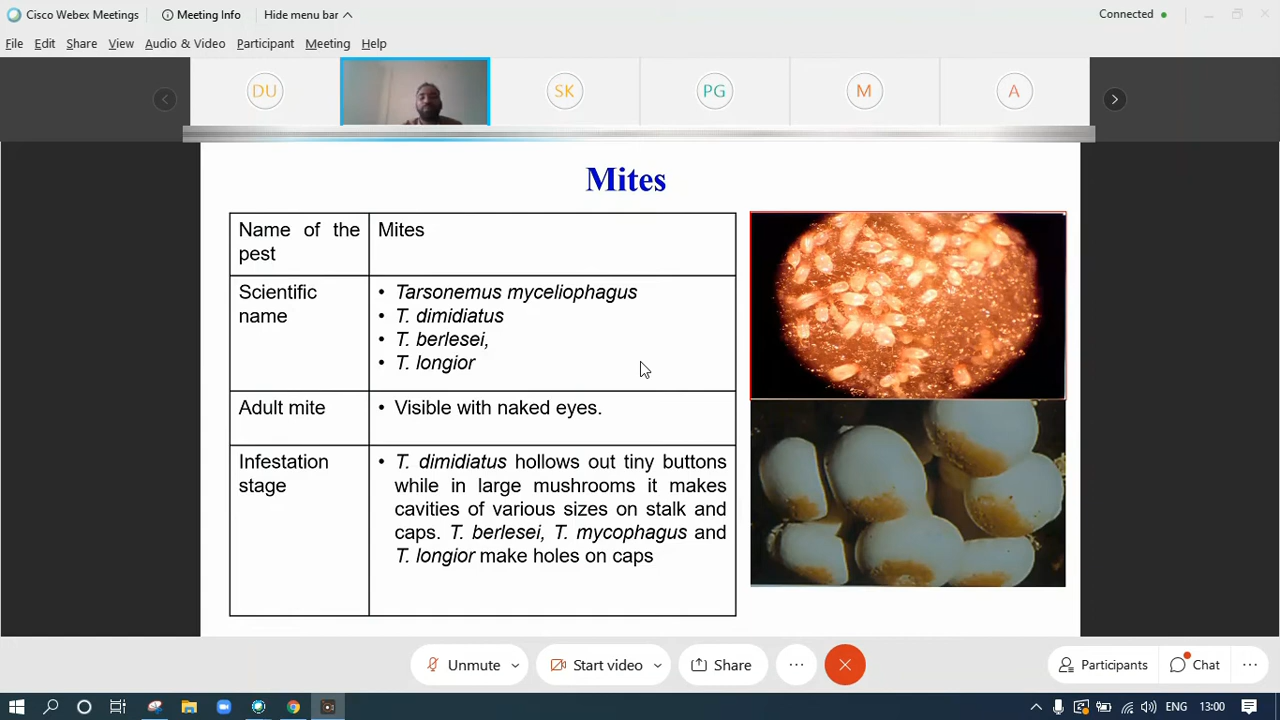 Cisco Webex Meetings
Meeting Info
Hide menu bar
Connected
File Edit Share View Audio & Video Participant Meeting Help
DU
SK
PG
M
A
Mites
Name of the
pest
Mites
Scientific
name
• Tarsonemus myceliophagus
• T. dimidiatus
• T. berlesei,
• T. longior
Adult mite
• Visible with naked eyes.
Infestation
stage
• T. dimidiatus hollows out tiny buttons
while in large mushrooms it makes
cavities of various sizes on stalk and
caps. T. berlesei, T. mycophagus and
T. longior make holes on caps
Unmute
Start video
Share
Participants
Chat
ENG
13:00